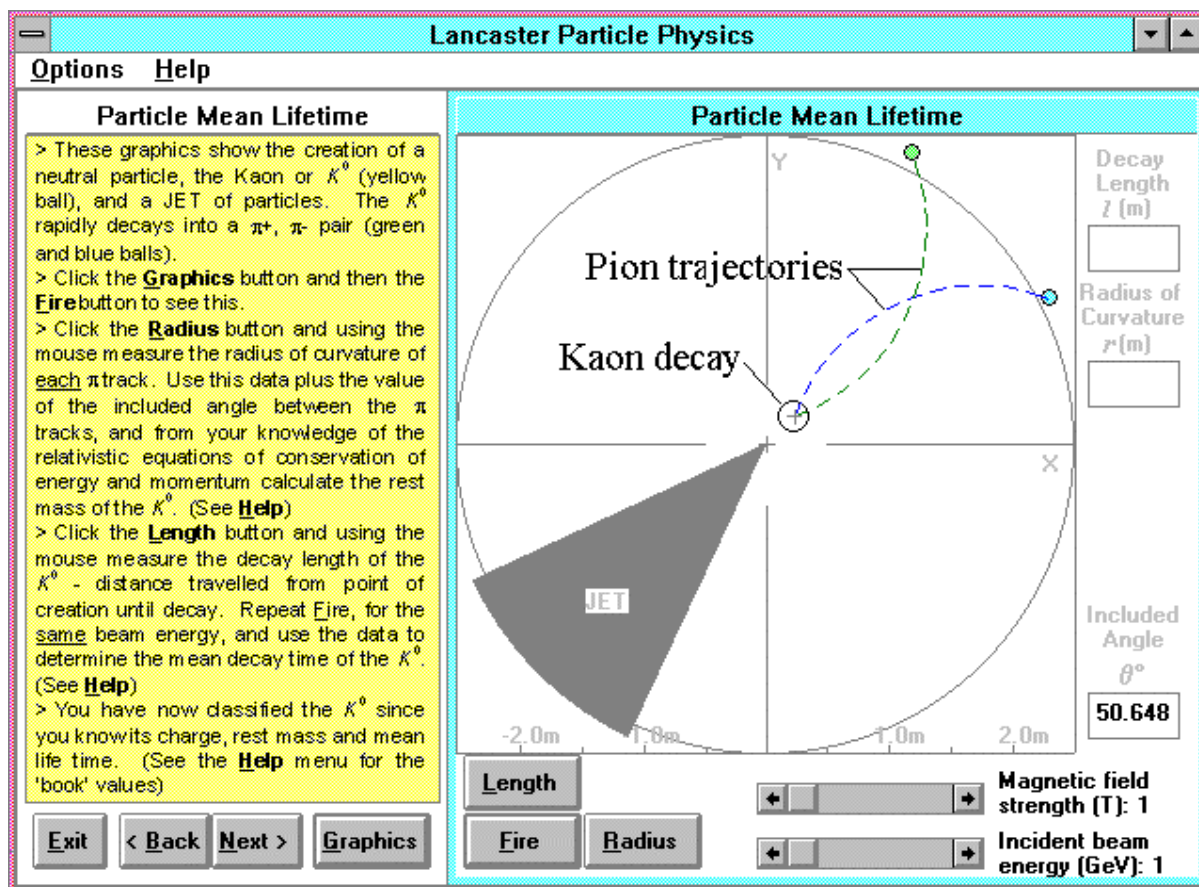 Lancaster Particle Physics
Options Help
Particle Mean Lifetime
> These graphics show the creation of a
neutral particle, the Kaon or K⁰ (yellow
ball), and a JET of particles. The K⁰
rapidly decays into a π+, π- pair (green
and blue balls).
> Click the Graphics button and then the
Fire button to see this.
> Click the Radius button and using the
mouse measure the radius of curvature of
each π track. Use this data plus the value
of the included angle between the π
tracks, and from your knowledge of the
relativistic equations of conservation of
energy and momentum calculate the rest
mass of the K⁰. (See Help)
> Click the Length button and using the
mouse measure the decay length of the
K⁰ - distance travelled from point of
creation until decay. Repeat Fire, for the
same beam energy, and use the data to
determine the mean decay time of the K⁰.
(See Help)
> You have now classified the K⁰ since
you know its charge, rest mass and mean
life time. (See the Help menu for the
'book' values)
Exit
< Back
Next >
Graphics
Particle Mean Lifetime
Y
Pion trajectories
Kaon decay
X
JET
-2.0m
-1.0m
1.0m
2.0m
Decay
Length
l (m)
Radius of
Curvature
r (m)
Included
Angle
θ°
50.648
Length
Fire
Radius
Magnetic field
strength (T): 1
Incident beam
energy (GeV): 1